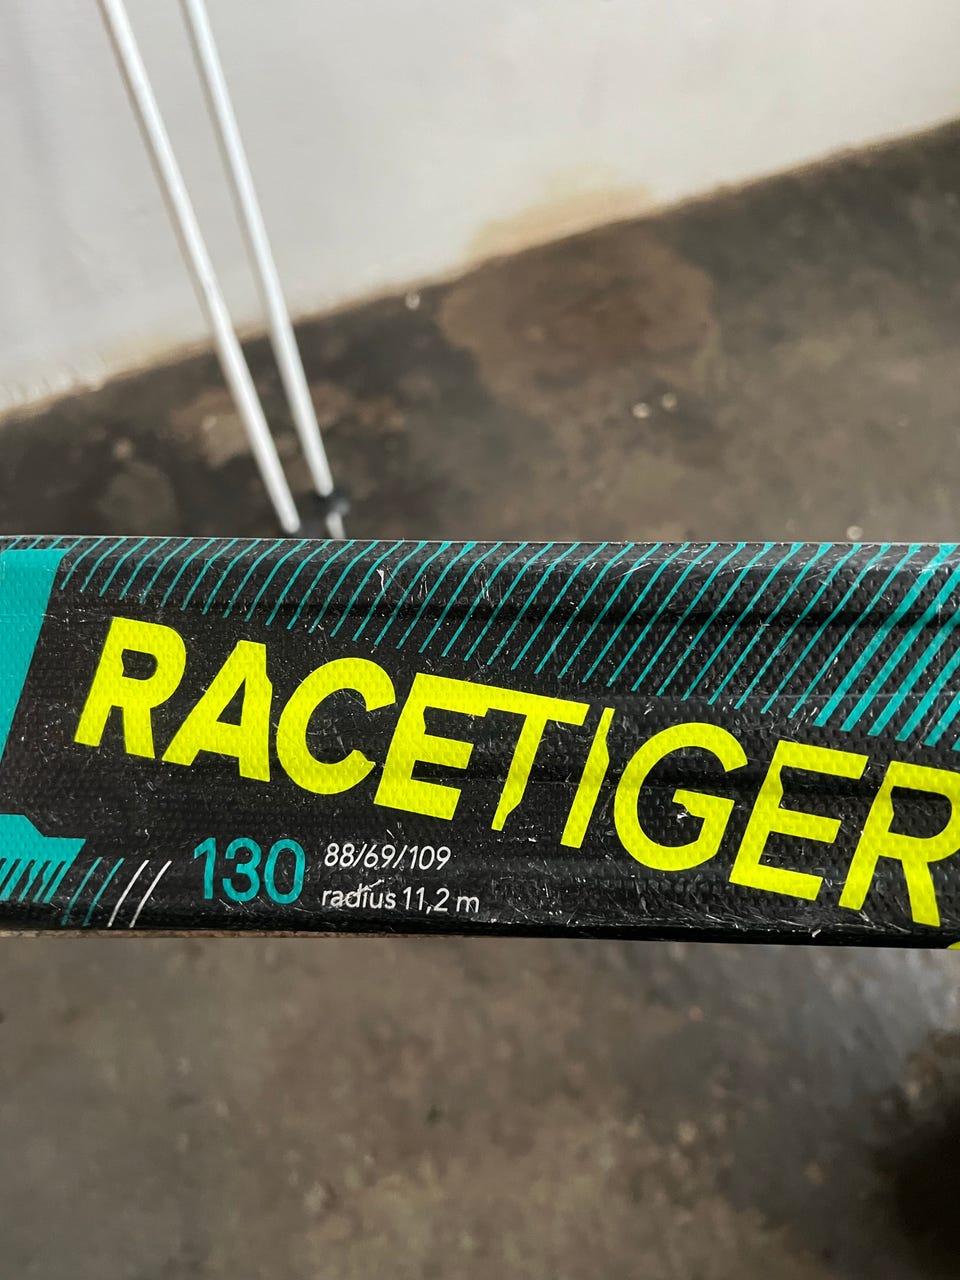 RACETIGER
130 88/69/109
radius 11,2 m